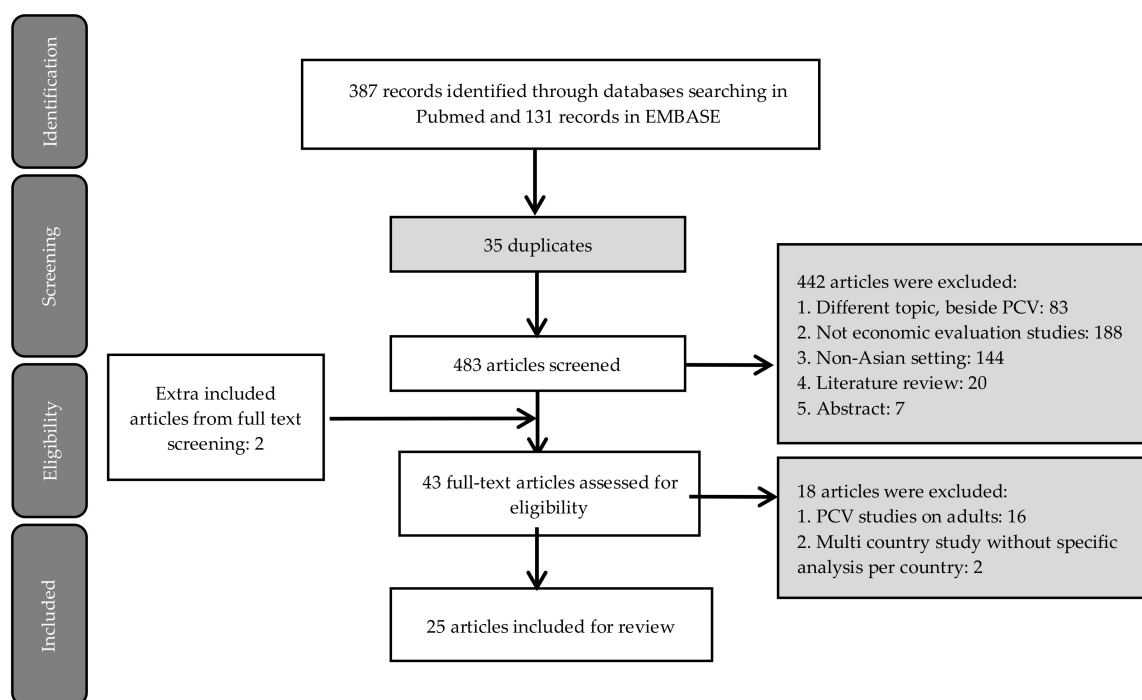 Identification
387 records identified through databases searching in
Pubmed and 131 records in EMBASE
Screening
35 duplicates
483 articles screened
442 articles were excluded:
1. Different topic, beside PCV: 83
2. Not economic evaluation studies: 188
3. Non-Asian setting: 144
4. Literature review: 20
5. Abstract: 7
Eligibility
Extra included
articles from full text
screening: 2
43 full-text articles assessed for
eligibility
18 articles were excluded:
1. PCV studies on adults: 16
2. Multi country study without specific
analysis per country: 2
Included
25 articles included for review